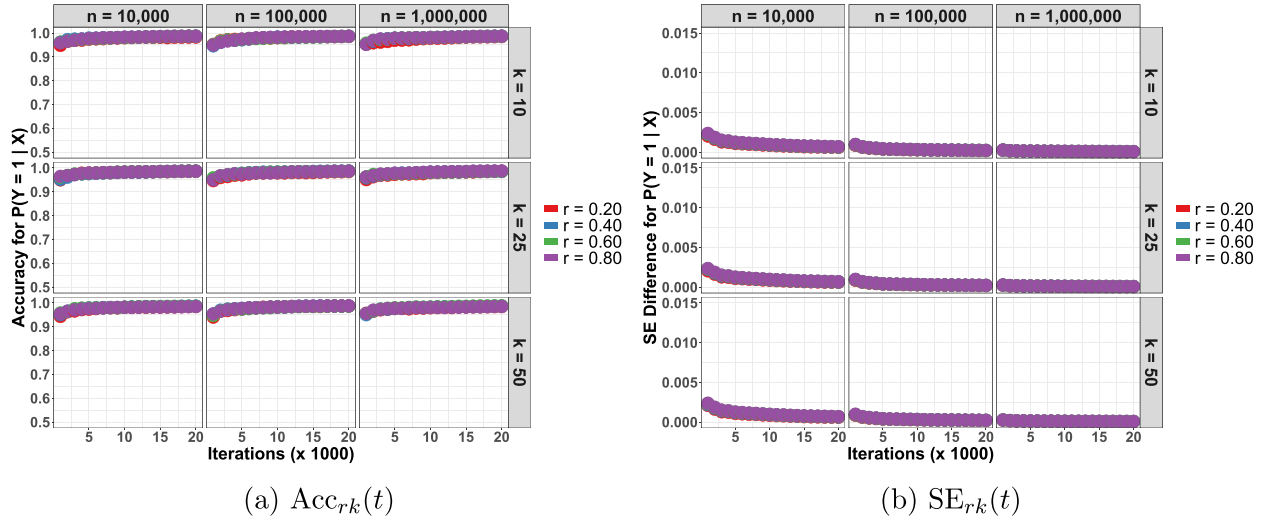 n = 10,000 n = 100,000 n = 1,000,000
Accuracy for P(Y = 1 | X)
1.0
0.9
0.8
0.7
0.6
0.5
k = 10
1.0
0.9
0.8
0.7
0.6
0.5
k = 25
1.0
0.9
0.8
0.7
0.6
0.5
k = 50
5 10 15 20 5 10 15 20 5 10 15 20
Iterations (x 1000)
r = 0.20
r = 0.40
r = 0.60
r = 0.80
(a) Acc_{rk}(t)
n = 10,000 n = 100,000 n = 1,000,000
SE Difference for P(Y = 1 | X)
0.015
0.010
0.005
0.000
k = 10
0.015
0.010
0.005
0.000
k = 25
0.015
0.010
0.005
0.000
k = 50
5 10 15 20 5 10 15 20 5 10 15 20
Iterations (x 1000)
r = 0.20
r = 0.40
r = 0.60
r = 0.80
(b) SE_{rk}(t)